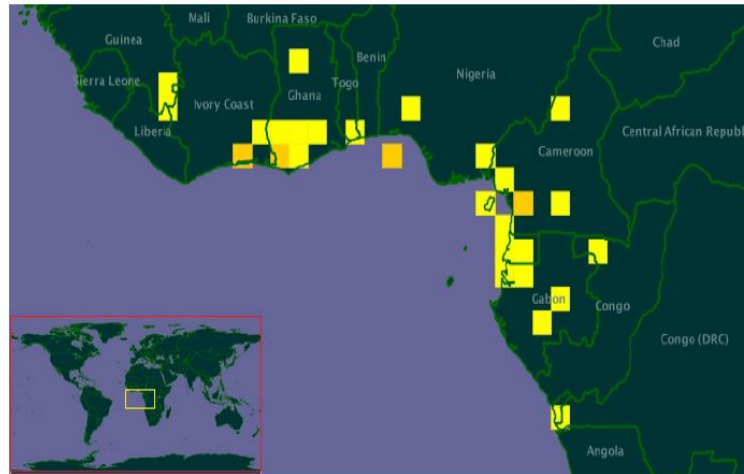 Mali
Burkina Faso
Guinea
Chad
Benin
Nigeria
Sierra Leone
Togo
Ivory Coast
Ghana
Liberia
Central African Republ
Cameroon
Gabon
Congo
Congo (DRC)
Angola